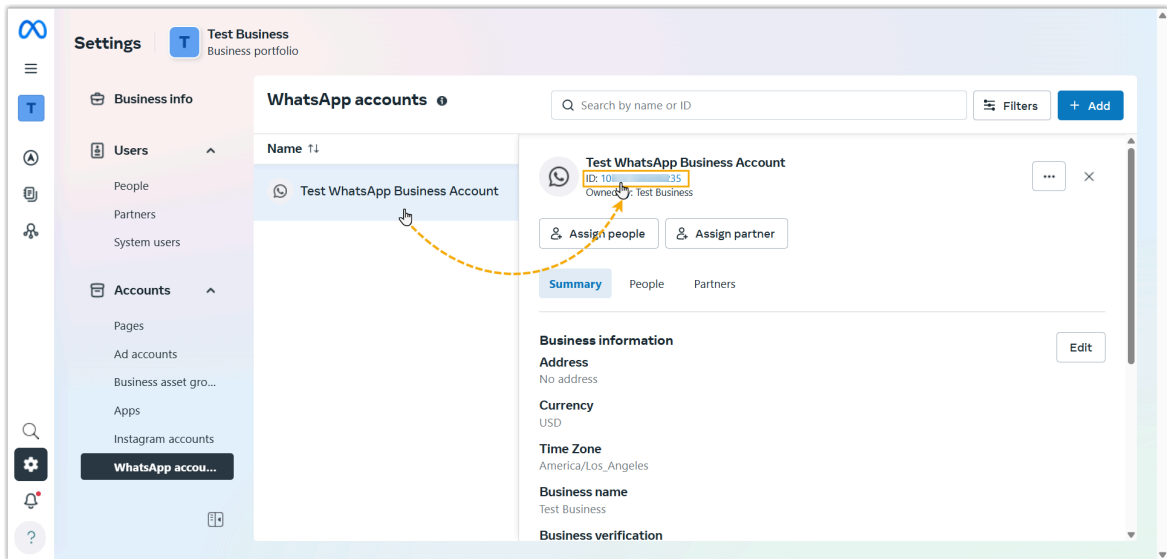 Settings
T
Test Business
Business portfolio
T
Business info
Users
People
Partners
System users
Accounts
Pages
Ad accounts
Business asset gro...
Apps
Instagram accounts
WhatsApp accou...
?
WhatsApp accounts
Search by name or ID
Filters
+ Add
Name ↑↓
Test WhatsApp Business Account
Test WhatsApp Business Account
ID: 10 235
Owned by: Test Business
Assign people
Assign partner
Summary
People
Partners
Business information
Edit
Address
No address
Currency
USD
Time Zone
America/Los_Angeles
Business name
Test Business
Business verification